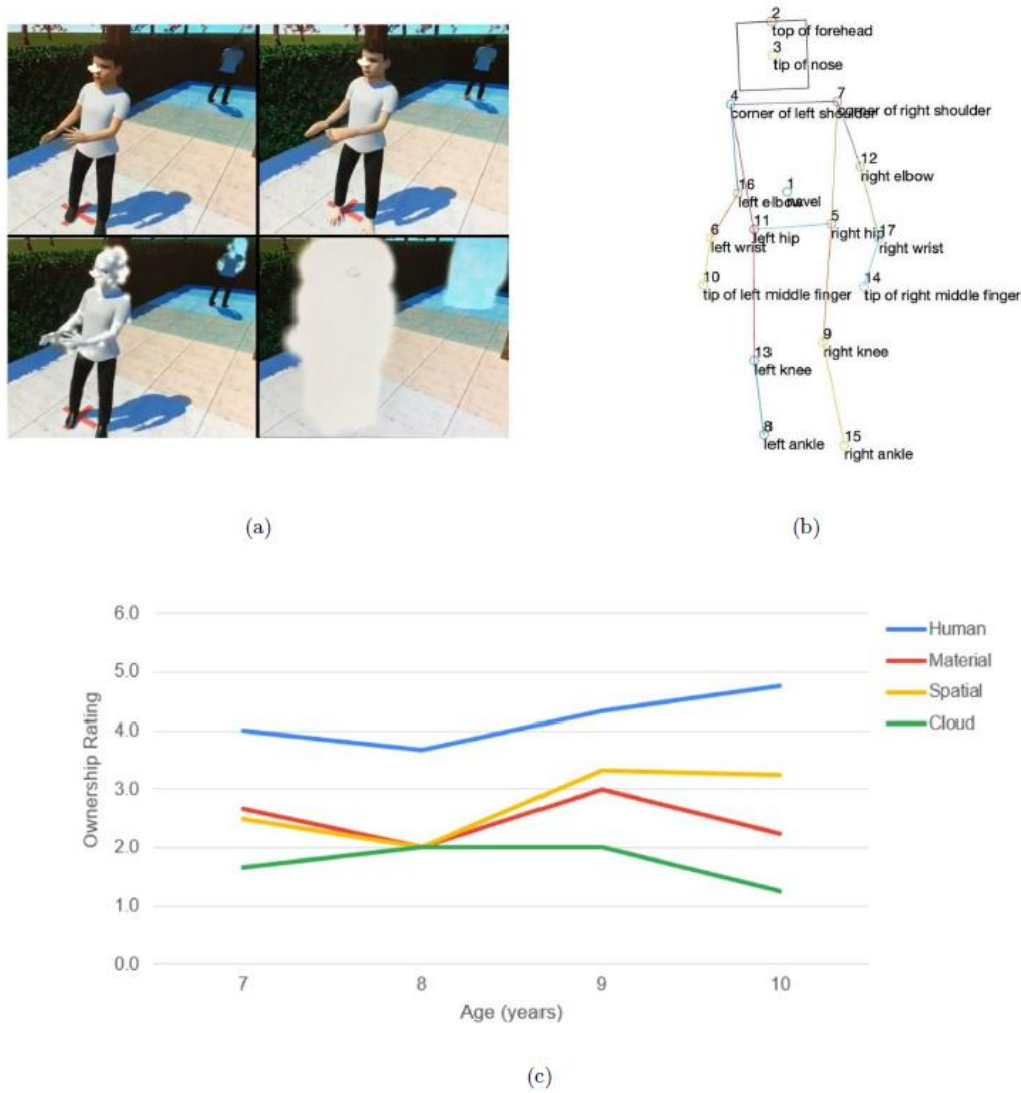 2
top of forehead
3
tip of nose
4
corner of left shoulder
7
corner of right shoulder
12
right elbow
16
left elbow
1
navel
11
left hip
5
right hip
6
left wrist
17
right wrist
10
tip of left middle finger
14
tip of right middle finger
9
right knee
13
left knee
8
left ankle
15
right ankle
(a)
(b)
6.0
5.0
4.0
3.0
2.0
1.0
0.0
Ownership Rating
Human
Material
Spatial
Cloud
7 8 9 10
Age (years)
(c)